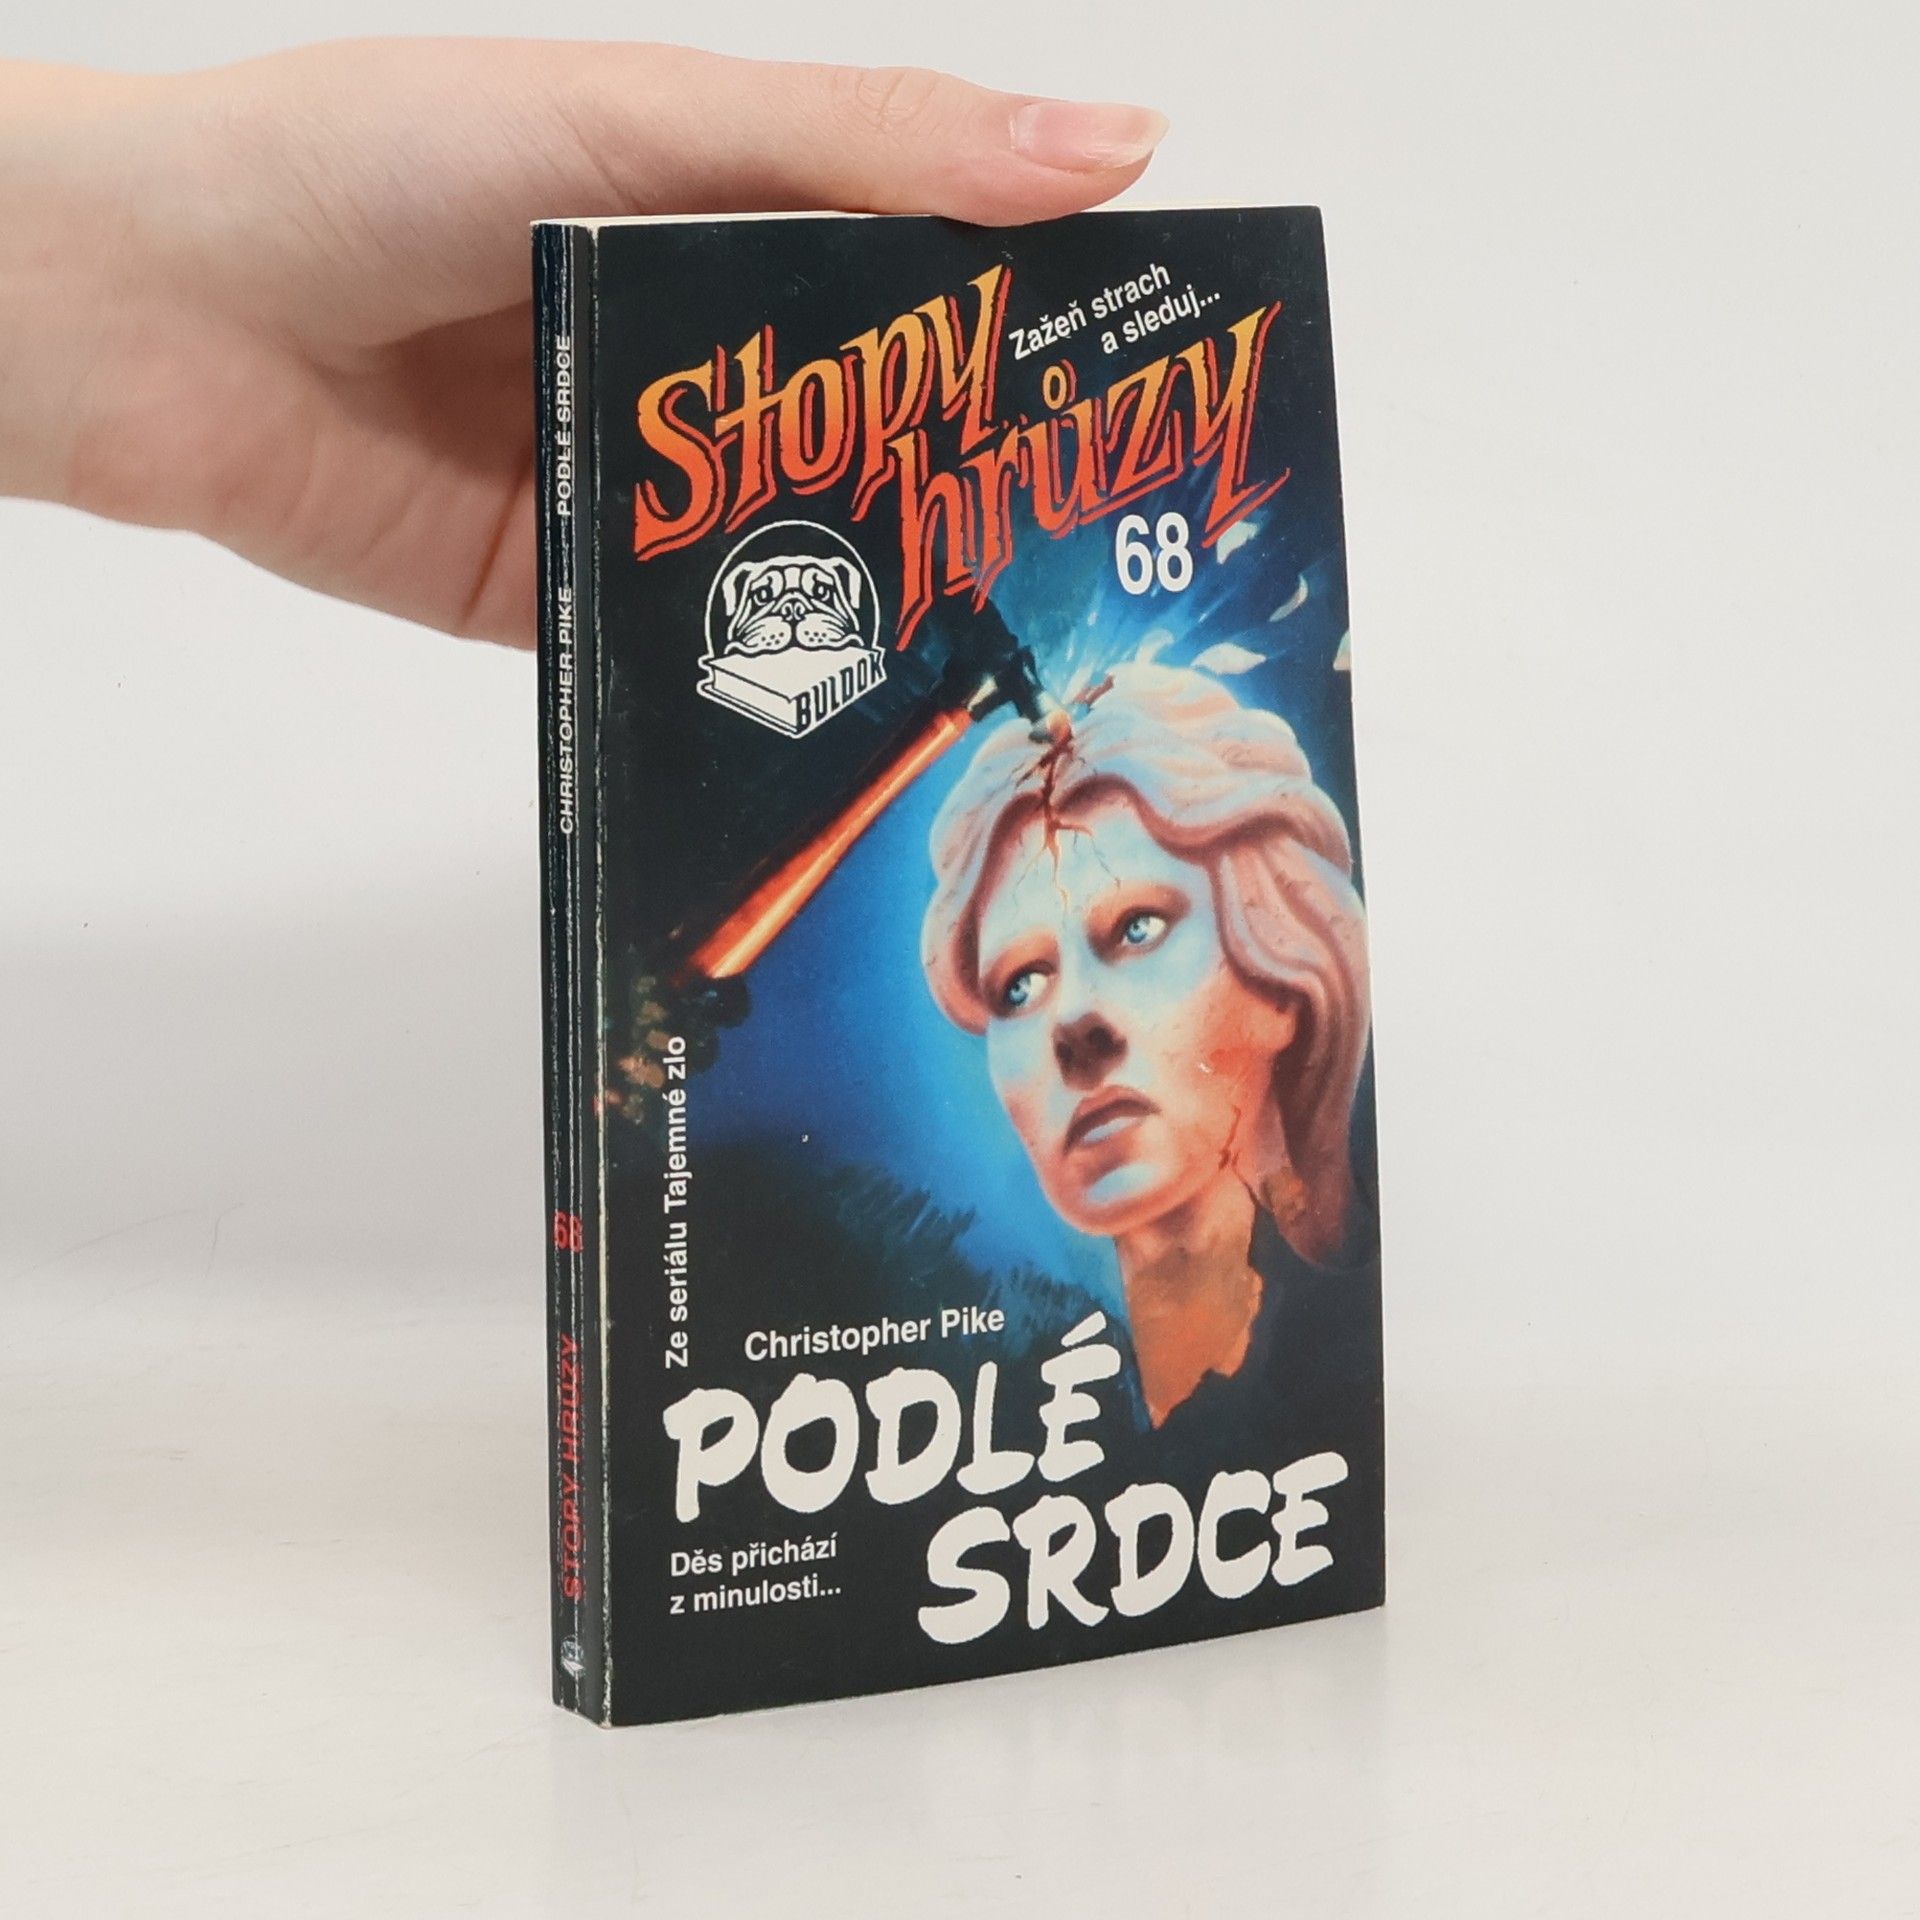 Stopy
Zažeň strach
a sleduj...
hrůzy
68
BULDOK
Ze seriálu Tajemné zlo
Christopher Pike
PODLÉ
SRDCE
Děs přichází
z minulosti...
STOPY HRŮZY 68 CHRISTOPHER PIKE PODLÉ SRDCE